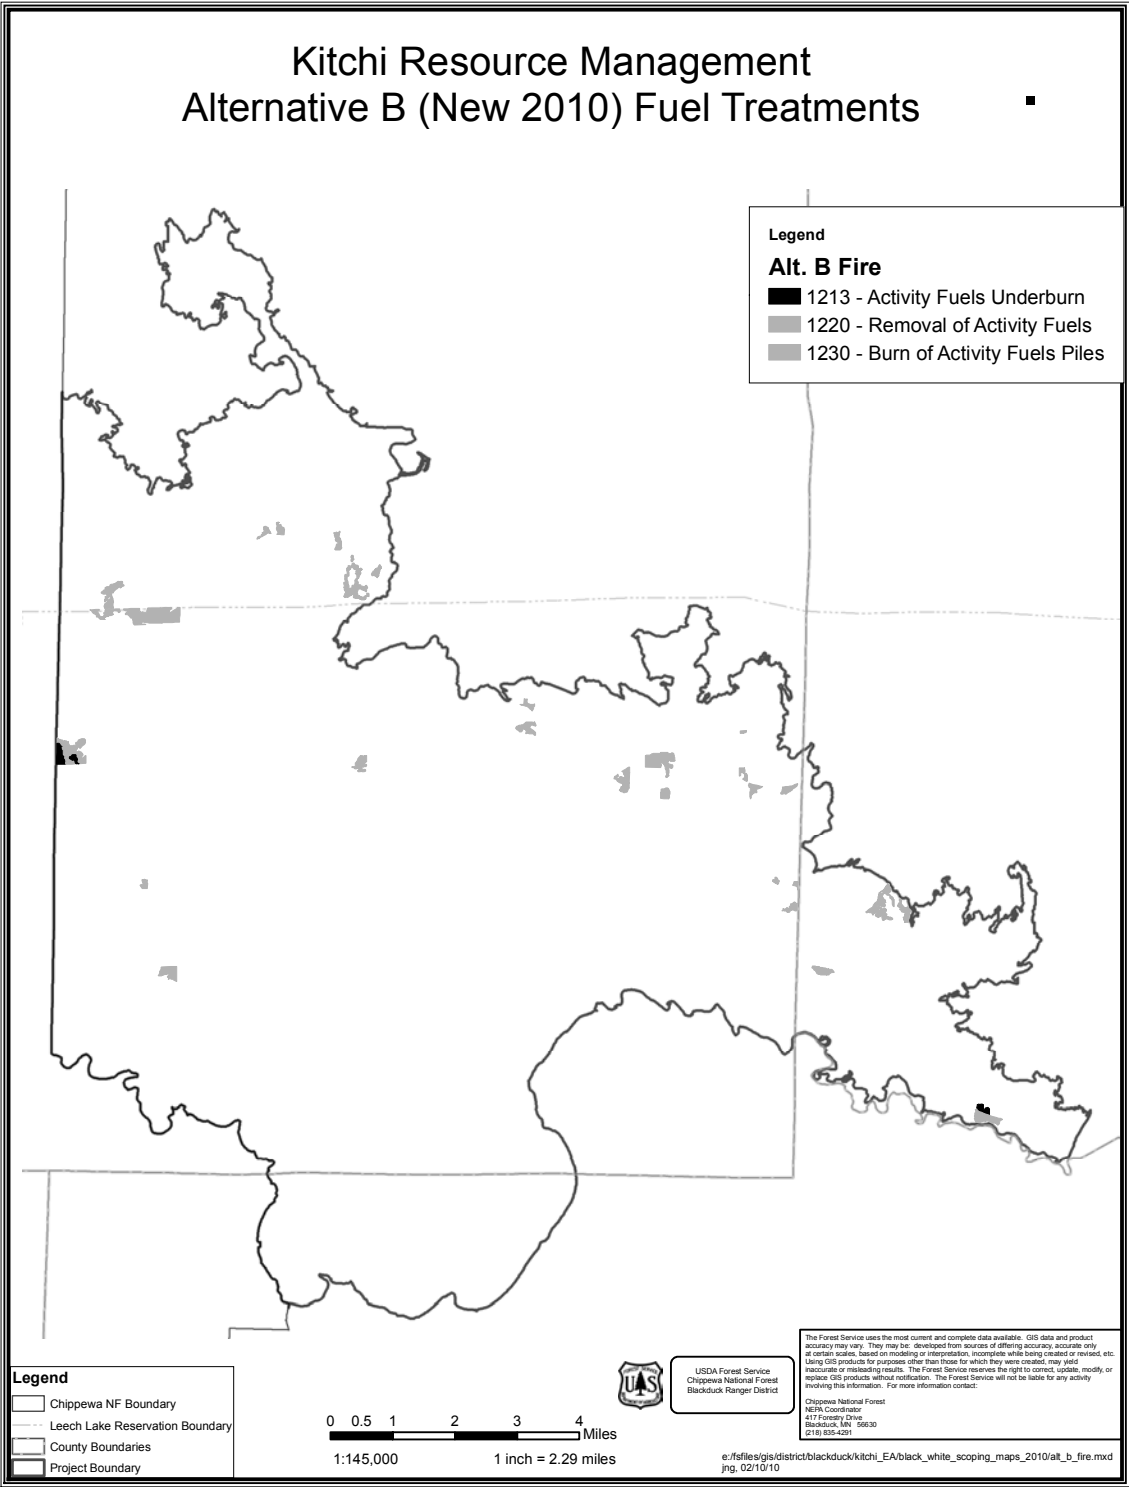 Kitchi Resource Management
Alternative B (New 2010) Fuel Treatments
Legend
Alt. B Fire
1213 - Activity Fuels Underburn
1220 - Removal of Activity Fuels
1230 - Burn of Activity Fuels Piles
Legend
Chippewa NF Boundary
Leech Lake Reservation Boundary
County Boundaries
Project Boundary
0 0.5 1 2 3 4
Miles
1:145,000 1 inch = 2.29 miles
FOREST SERVICE
U S
DEPARTMENT OF AGRICULTURE
USDA Forest Service
Chippewa National Forest
Blackduck Ranger District
The Forest Service uses the most current and complete data available. GIS data and product
accuracy may vary. They may be: developed from sources of differing accuracy, accurate only
at certain scales, based on modeling or interpretation, incomplete while being created or revised, etc.
Using GIS products for purposes other than those for which they were created, may yield
inaccurate or misleading results. The Forest Service reserves the right to correct, update, modify, or
replace GIS products without notification. The Forest Service will not be liable for any activity
involving this information. For more information contact:
Chippewa National Forest
NEPA Coordinator
417 Forestry Drive
Blackduck, MN 56630
(218) 835-4291
e:/fsfiles/gis/district/blackduck/kitchi_EA/black_white_scoping_maps_2010/alt_b_fire.mxd
jng, 02/10/10